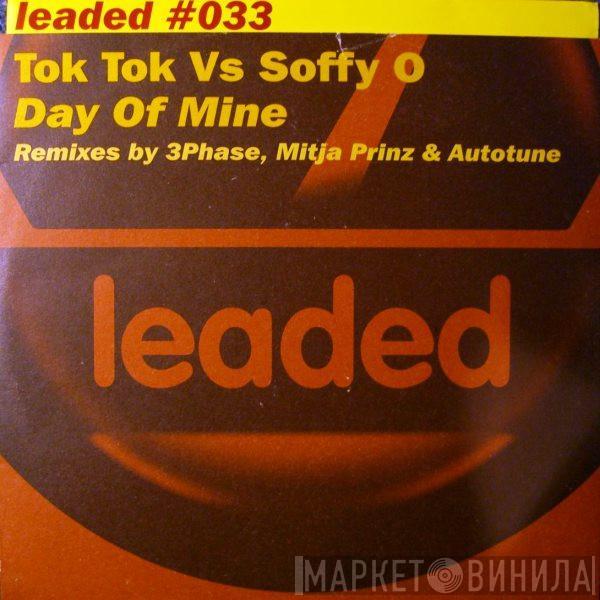 leaded #033
Tok Tok Vs Soffy O
Day Of Mine
Remixes by 3Phase, Mitja Prinz & Autotune
leaded
МАРКЕТ ВИНИЛА